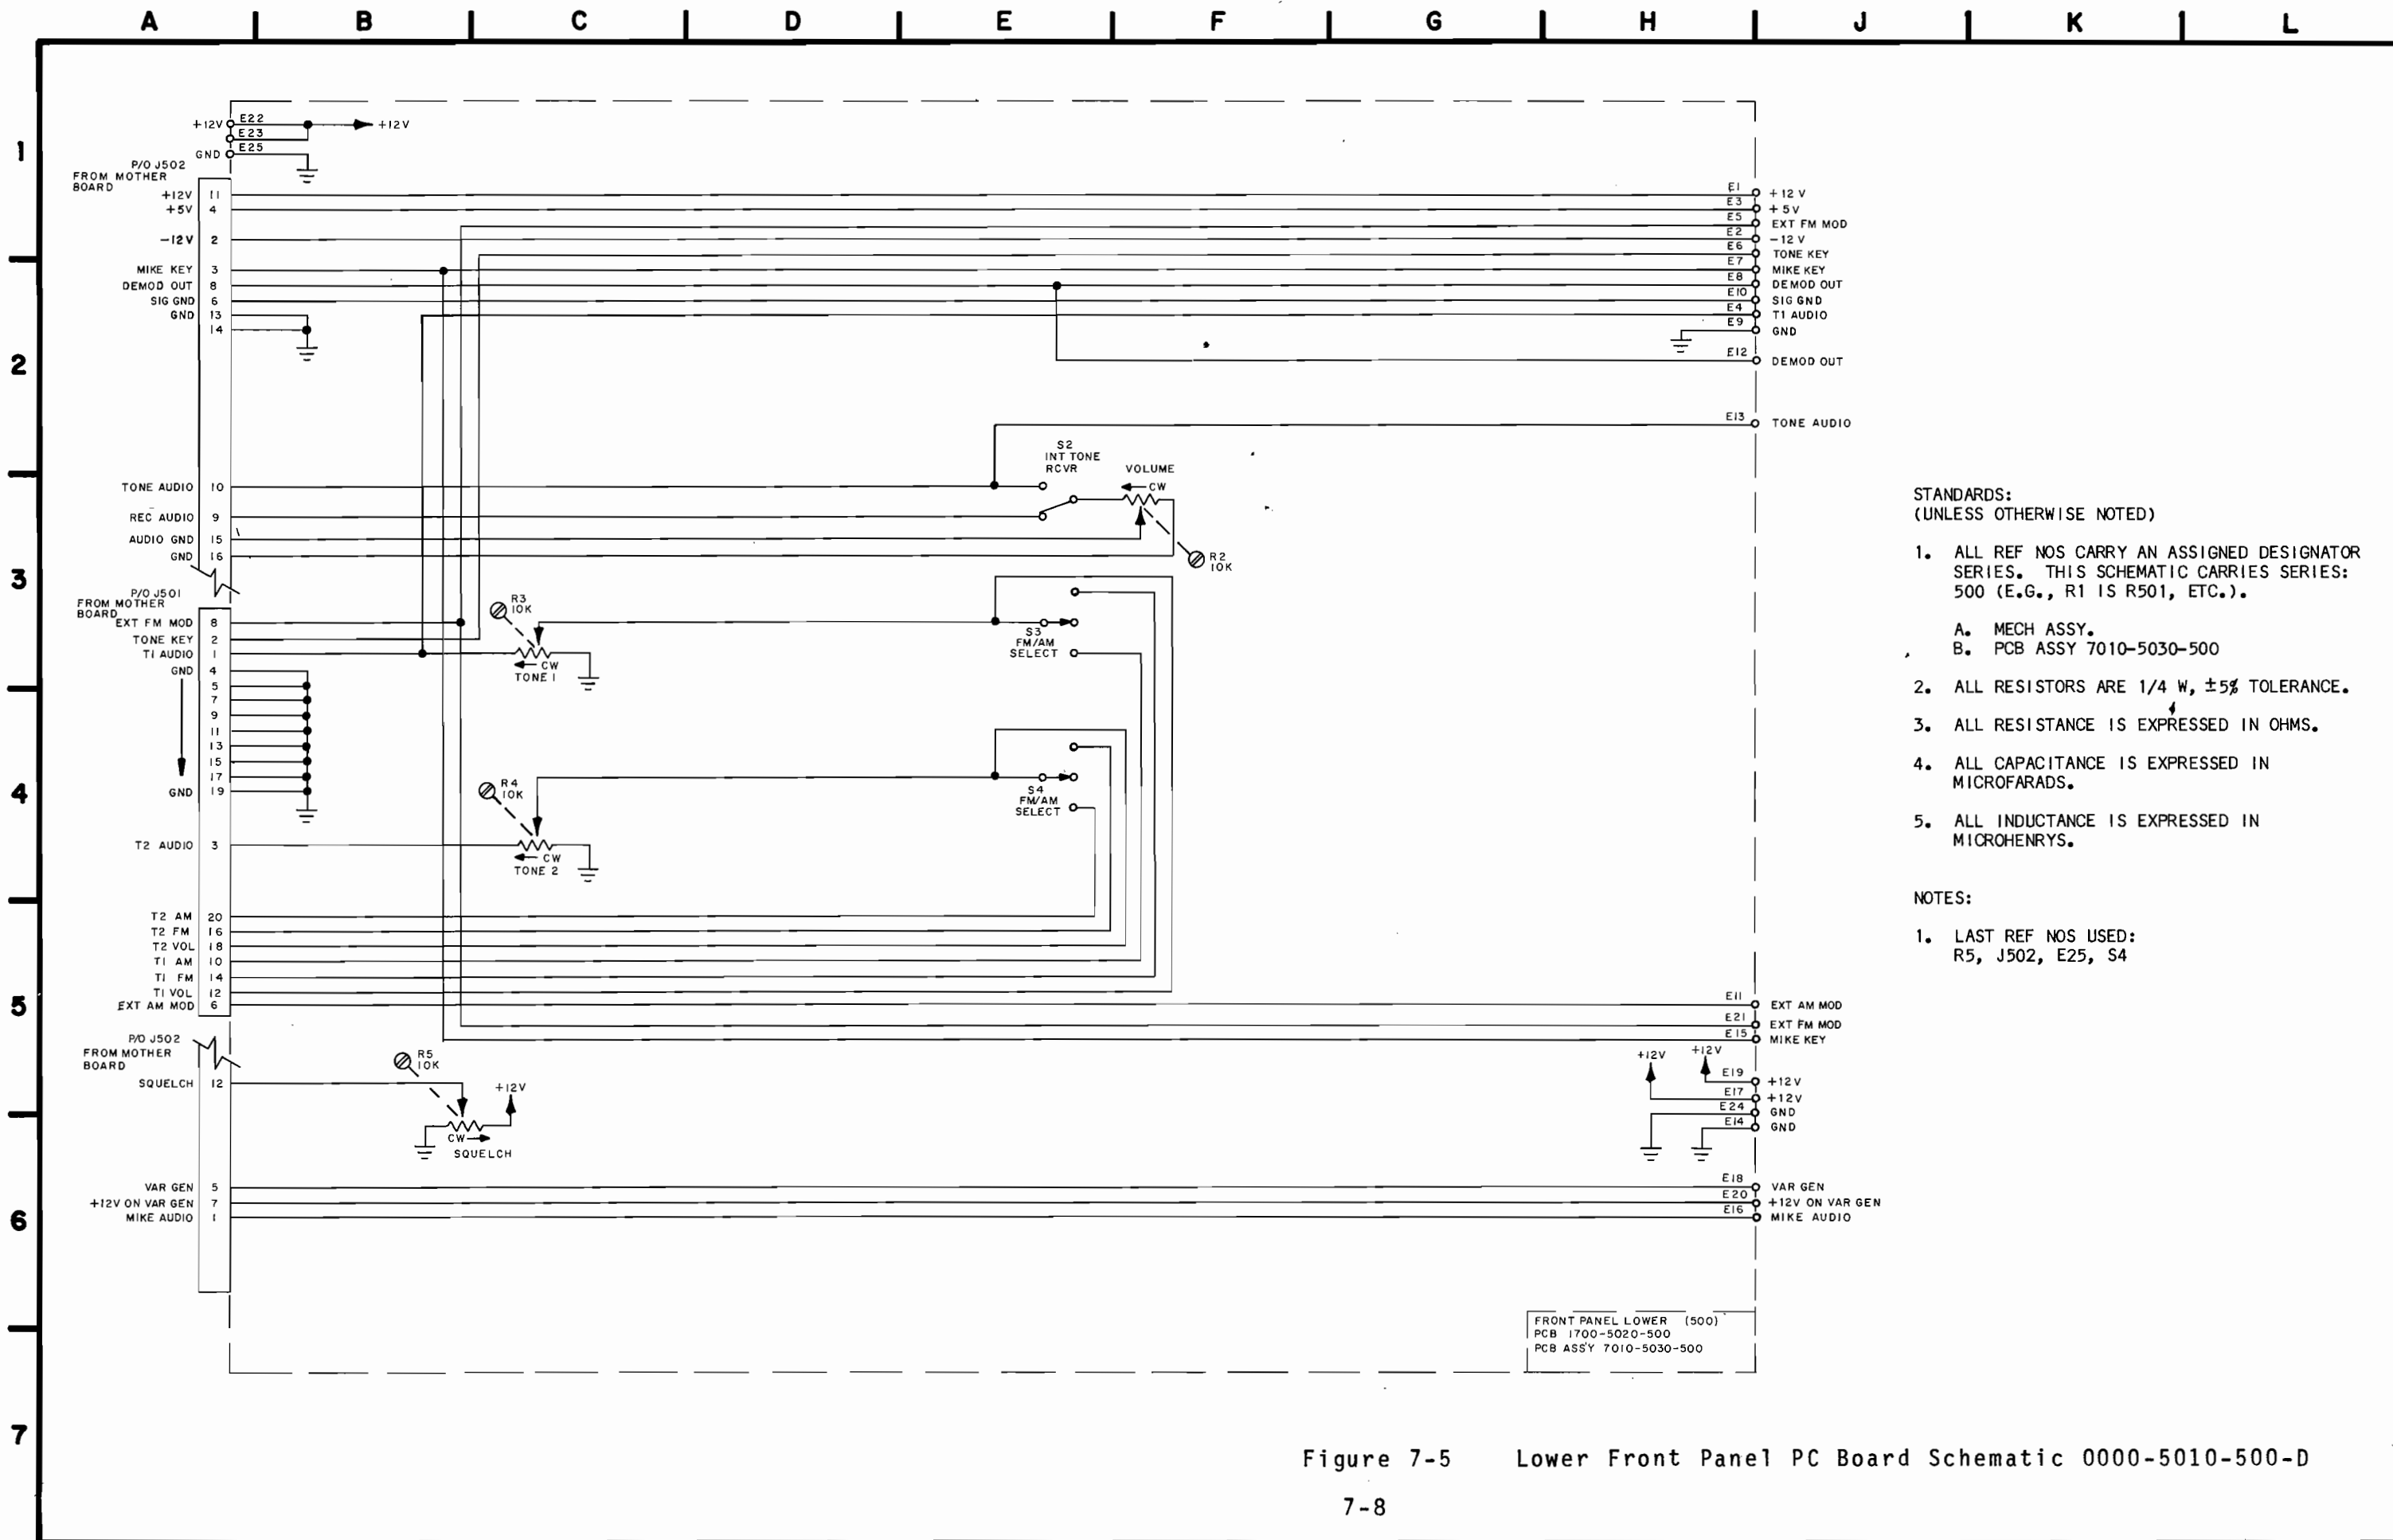 A B C D E F G H J K L
1
2
3
4
5
6
7
+12V E22 +12V
E23
GND E25
P/O J502
FROM MOTHER
BOARD
+12V 11
+5V 4
-12V 2
MIKE KEY 3
DEMOD OUT 8
SIG GND 6
GND 13
14
E1 +12 V
E3 +5V
E5 EXT FM MOD
E2 -12 V
E6 TONE KEY
E7 MIKE KEY
E8 DEMOD OUT
E10 SIG GND
E4 T1 AUDIO
E9 GND
E12 DEMOD OUT
E13 TONE AUDIO
S2
INT TONE
RCVR
VOLUME
CW
TONE AUDIO 10
REC AUDIO 9
AUDIO GND 15
GND 16
R2
10K
P/O J501
FROM MOTHER
BOARD
EXT FM MOD 8
TONE KEY 2
T1 AUDIO 1
GND 4
5
7
9
11
13
15
17
GND 19
R3
10K
CW
TONE 1
S3
FM/AM
SELECT
R4
10K
CW
TONE 2
S4
FM/AM
SELECT
T2 AUDIO 3
T2 AM 20
T2 FM 16
T2 VOL 18
T1 AM 10
T1 FM 14
T1 VOL 12
EXT AM MOD 6
E11 EXT AM MOD
E21 EXT FM MOD
E15 MIKE KEY
P/O J502
FROM MOTHER
BOARD
SQUELCH 12
R5
10K
+12V
CW
SQUELCH
+12V +12V
E19 +12V
E17 +12V
E24 GND
E14 GND
VAR GEN 5
+12V ON VAR GEN 7
MIKE AUDIO 1
E18 VAR GEN
E20 +12V ON VAR GEN
E16 MIKE AUDIO
FRONT PANEL LOWER (500)
PCB 1700-5020-500
PCB ASS'Y 7010-5030-500
STANDARDS:
(UNLESS OTHERWISE NOTED)
1. ALL REF NOS CARRY AN ASSIGNED DESIGNATOR
SERIES. THIS SCHEMATIC CARRIES SERIES:
500 (E.G., R1 IS R501, ETC.).
A. MECH ASSY.
B. PCB ASSY 7010-5030-500
2. ALL RESISTORS ARE 1/4 W, ±5% TOLERANCE.
3. ALL RESISTANCE IS EXPRESSED IN OHMS.
4. ALL CAPACITANCE IS EXPRESSED IN
MICROFARADS.
5. ALL INDUCTANCE IS EXPRESSED IN
MICROHENRYS.
NOTES:
1. LAST REF NOS USED:
R5, J502, E25, S4
Figure 7-5 Lower Front Panel PC Board Schematic 0000-5010-500-D
7-8